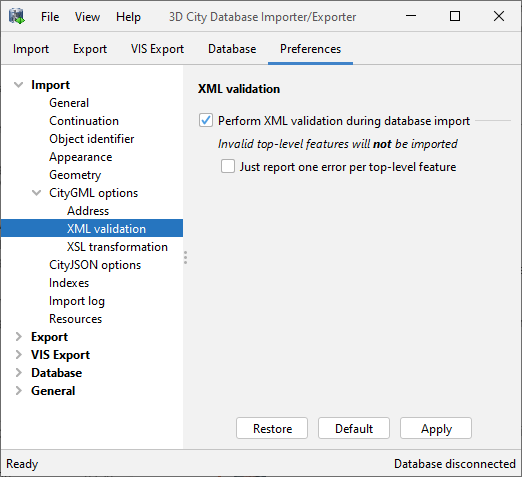 File View Help 3D City Database Importer/Exporter
Import Export VIS Export Database Preferences
Import
General
Continuation
Object identifier
Appearance
Geometry
CityGML options
Address
XML validation
XSL transformation
CityJSON options
Indexes
Import log
Resources
Export
VIS Export
Database
General
XML validation
Perform XML validation during database import
Invalid top-level features will not be imported
Just report one error per top-level feature
Restore Default Apply
Ready Database disconnected